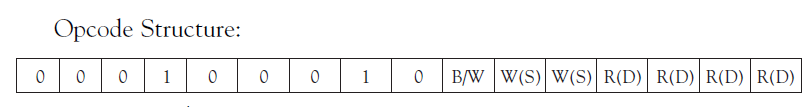 Opcode Structure:
0 0 0 1 0 0 0 1 0 B/W W(S) W(S) R(D) R(D) R(D) R(D)